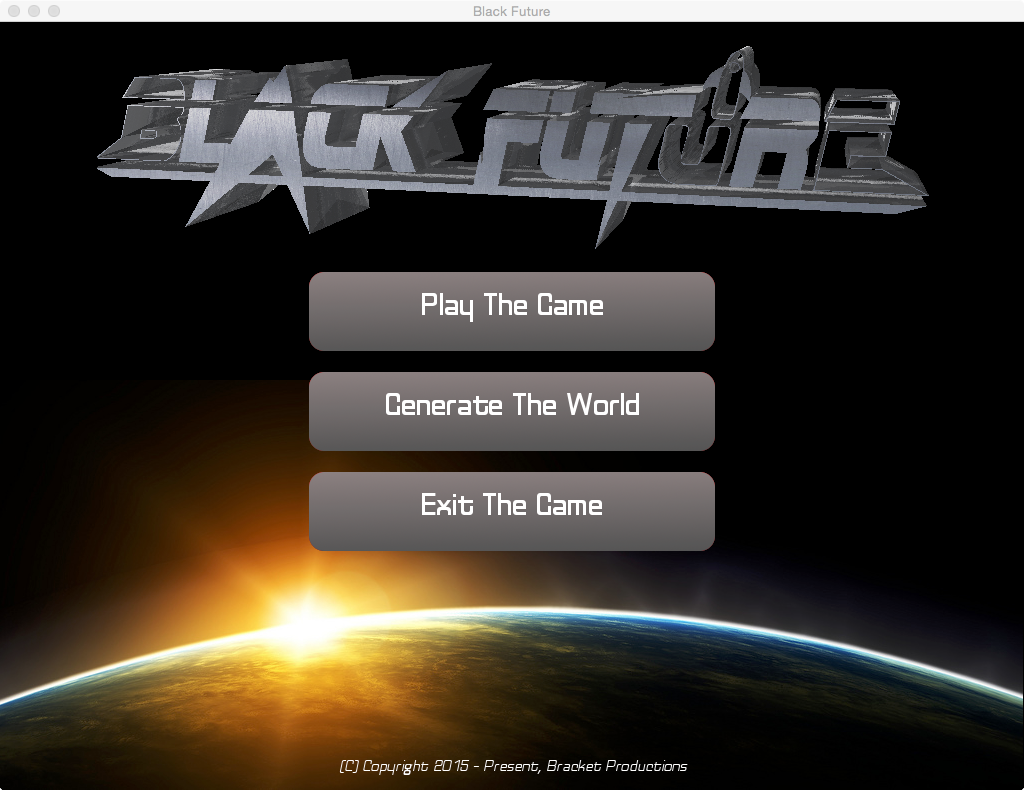 Black Future
BLACK FUTURE
Play The Game
Generate The World
Exit The Game
(C) Copyright 2015 - Present, Bracket Productions